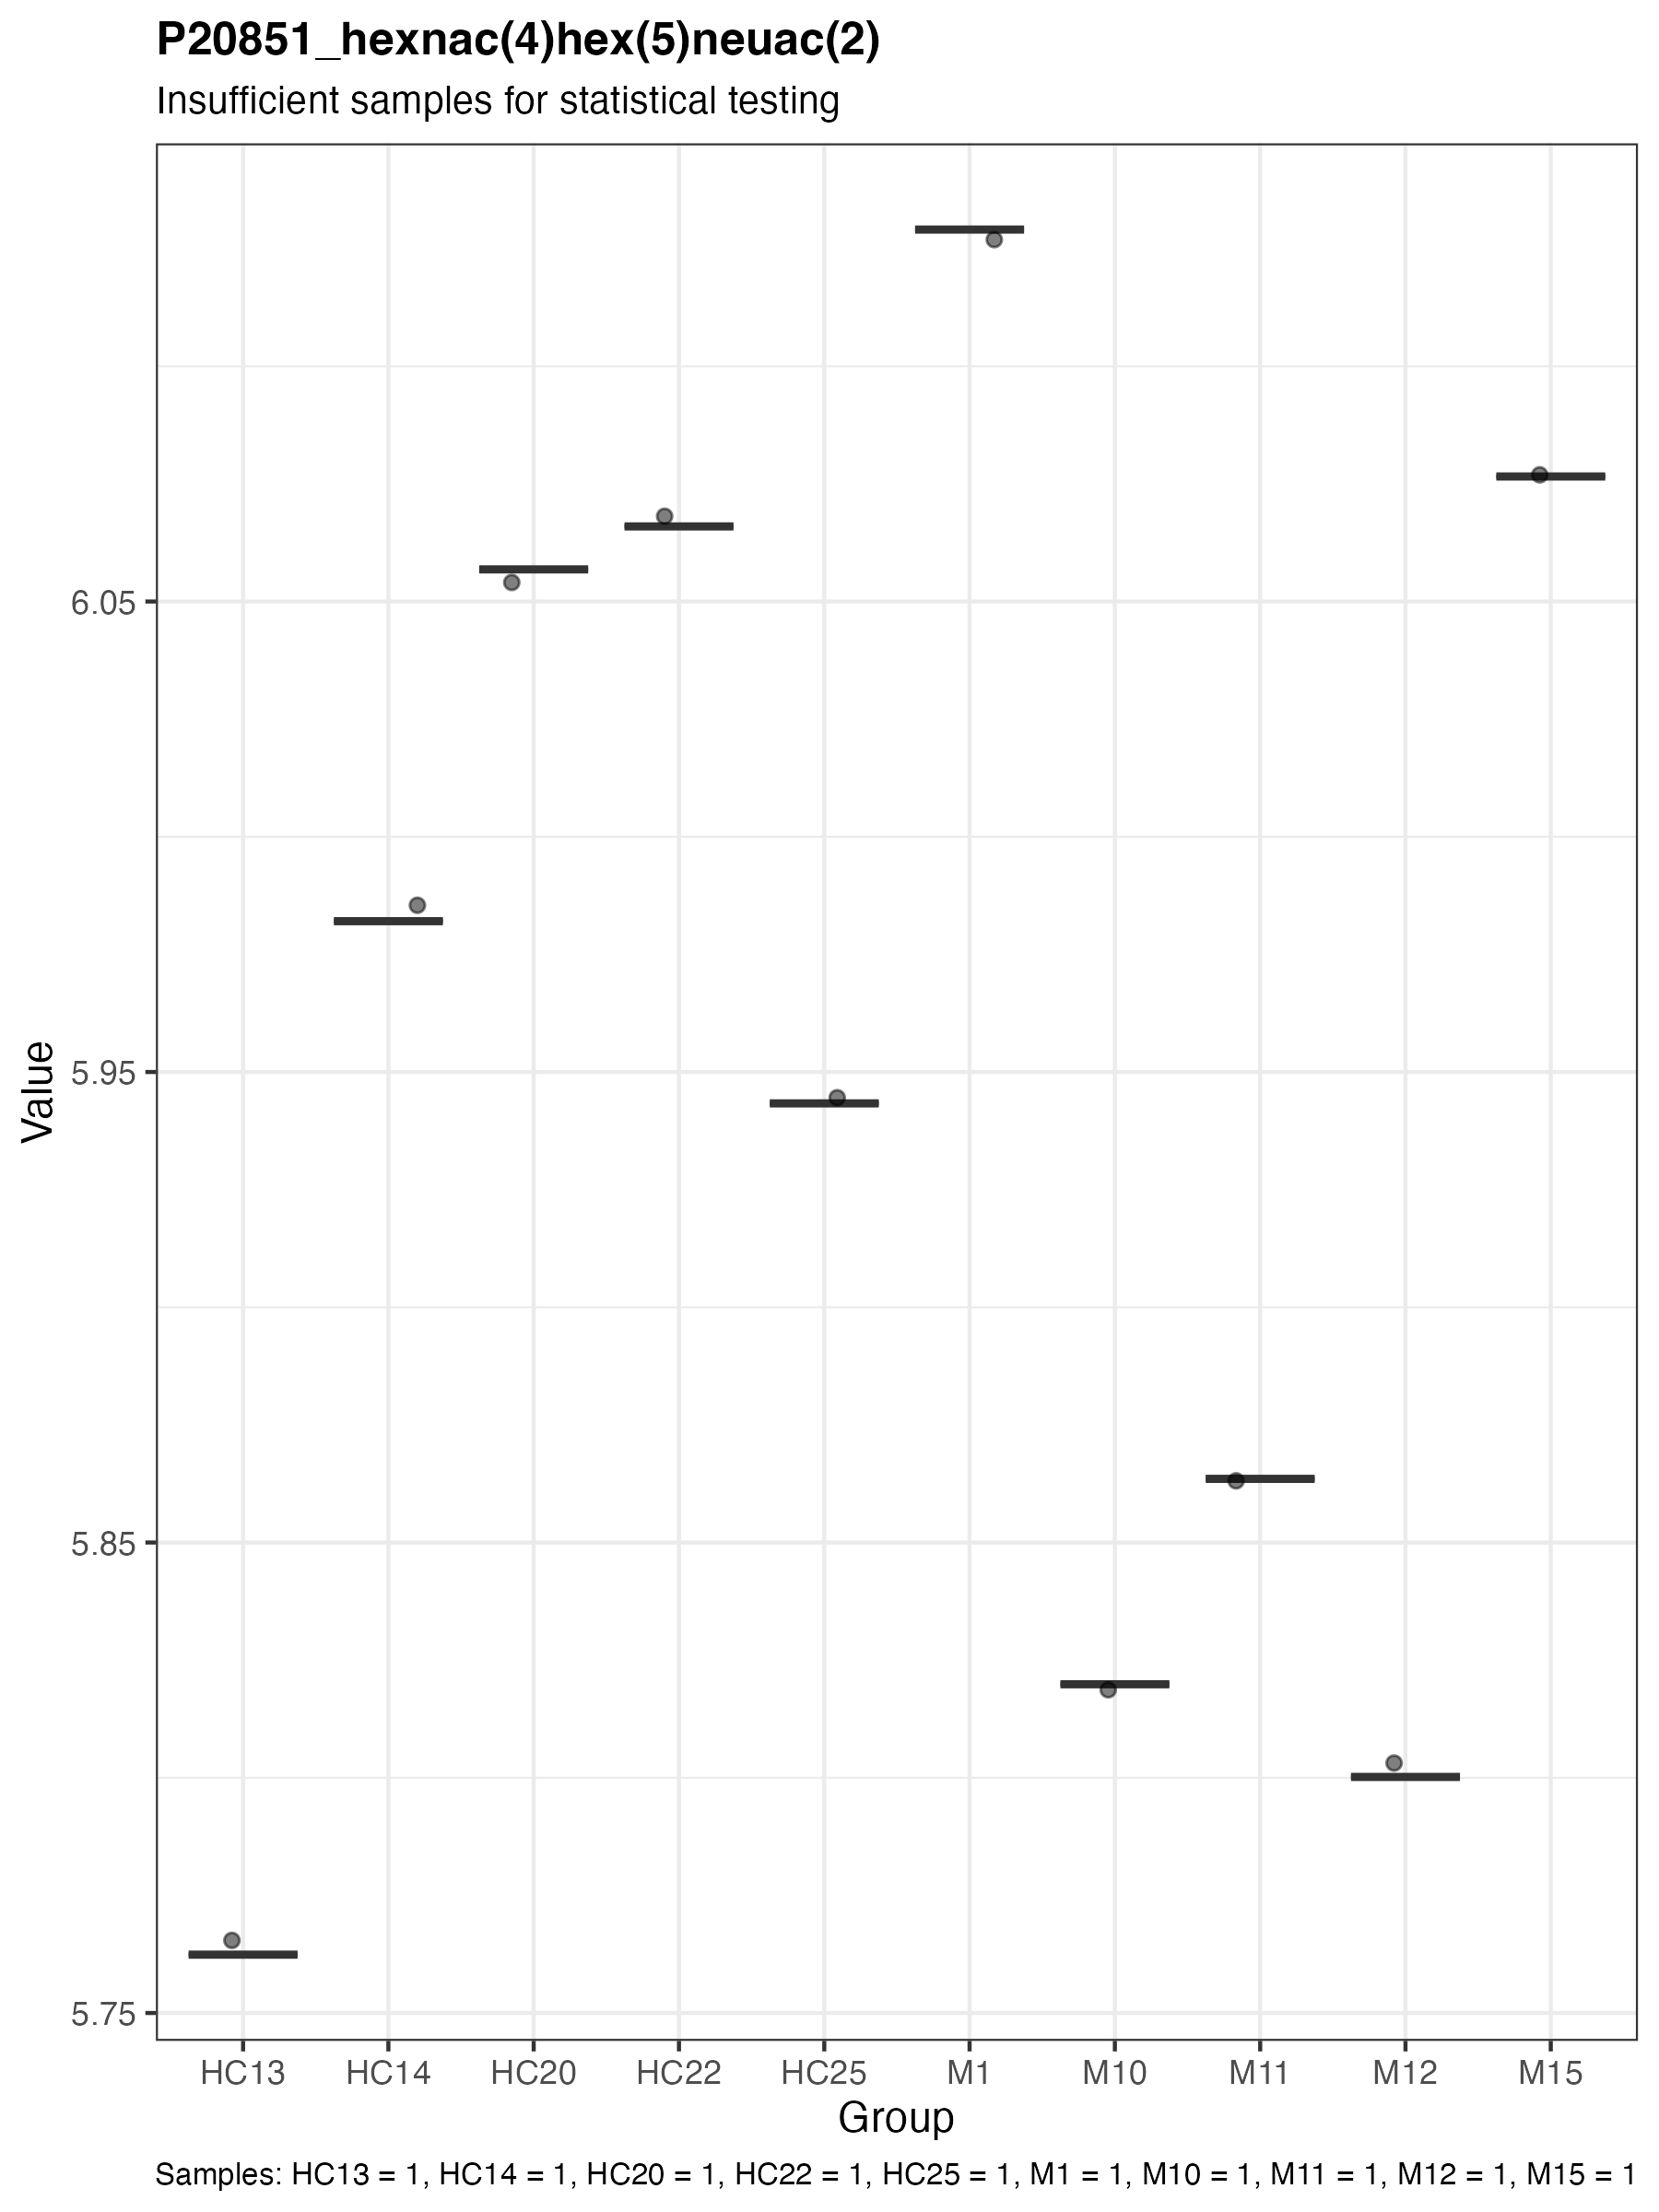 P20851_hexnac(4)hex(5)neuac(2)
Insufficient samples for statistical testing
Value
6.05
5.95
5.85
5.75
HC13 HC14 HC20 HC22 HC25 M1 M10 M11 M12 M15
Group
Samples: HC13 = 1, HC14 = 1, HC20 = 1, HC22 = 1, HC25 = 1, M1 = 1, M10 = 1, M11 = 1, M12 = 1, M15 = 1